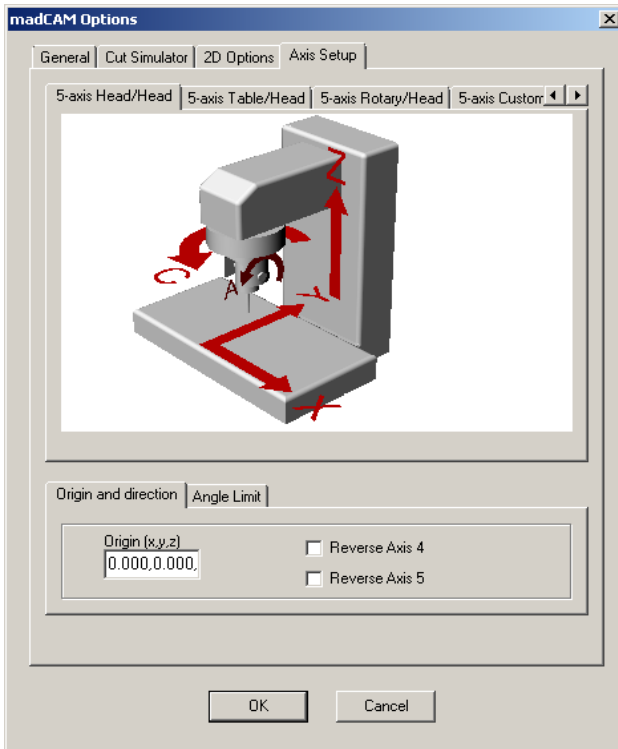 madCAM Options
General Cut Simulator 2D Options Axis Setup
5-axis Head/Head 5-axis Table/Head 5-axis Rotary/Head 5-axis Custom
Z
C
A
Y
X
Origin and direction Angle Limit
Origin (x,y,z)
0.000,0.000,
Reverse Axis 4
Reverse Axis 5
OK Cancel